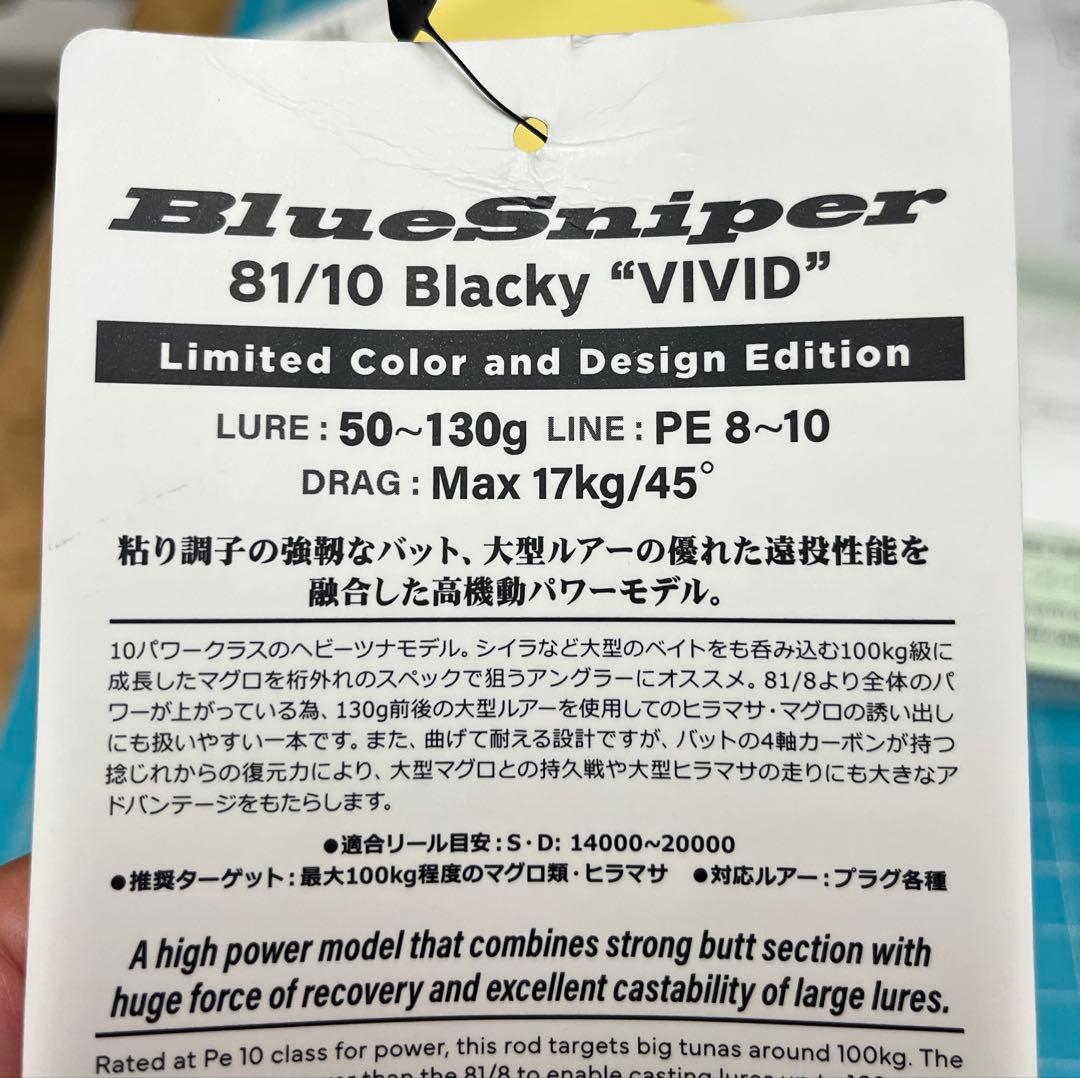 BlueSniper
81/10 Blacky “VIVID”
Limited Color and Design Edition
LURE : 50~130g LINE : PE 8~10
DRAG : Max 17kg/45°
粘り調子の強靭なバット、大型ルアーの優れた遠投性能を
融合した高機動パワーモデル。
10パワークラスのヘビーツナモデル。シイラなど大型のベイトをも呑み込む100kg級に
成長したマグロを桁外れのスペックで狙うアングラーにオススメ。81/8より全体のパ
ワーが上がっている為、130g前後の大型ルアーを使用してのヒラマサ・マグロの誘い出し
にも扱いやすい一本です。また、曲げて耐える設計ですが、バットの4軸カーボンが持つ
捻じれからの復元力により、大型マグロとの持久戦や大型ヒラマサの走りにも大きなア
ドバンテージをもたらします。
●適合リール目安:S・D: 14000~20000
●推奨ターゲット:最大100kg程度のマグロ類・ヒラマサ ●対応ルアー:プラグ各種
A high power model that combines strong butt section with
huge force of recovery and excellent castability of large lures.
Rated at Pe 10 class for power, this rod targets big tunas around 100kg. The
than the 81/8 to enable casting lures up to